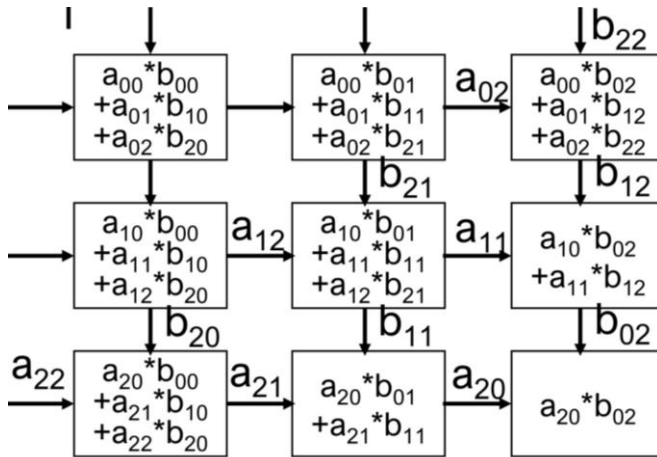 b₂₂
a₀₀*b₀₀
+a₀₁*b₁₀
+a₀₂*b₂₀
a₀₀*b₀₁
+a₀₁*b₁₁
+a₀₂*b₂₁
a₀₂
a₀₀*b₀₂
+a₀₁*b₁₂
+a₀₂*b₂₂
b₂₁
b₁₂
a₁₀*b₀₀
+a₁₁*b₁₀
+a₁₂*b₂₀
a₁₂
a₁₀*b₀₁
+a₁₁*b₁₁
+a₁₂*b₂₁
a₁₁
a₁₀*b₀₂
+a₁₁*b₁₂
b₂₀
b₁₁
b₀₂
a₂₂
a₂₀*b₀₀
+a₂₁*b₁₀
+a₂₂*b₂₀
a₂₁
a₂₀*b₀₁
+a₂₁*b₁₁
a₂₀
a₂₀*b₀₂